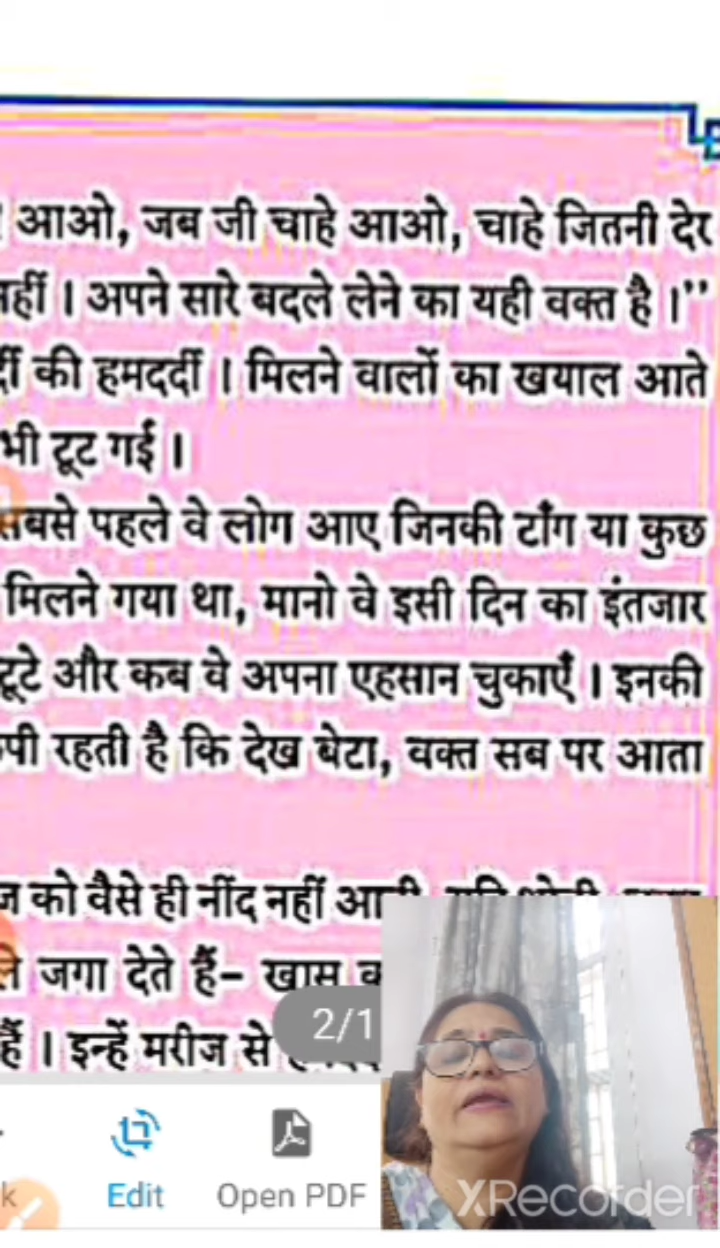 आओ, जब जी चाहे आओ, चाहे जितनी देर
अपने सारे बदले लेने का यही वक्त है ।”
की हमदर्दी । मिलने वालों का खयाल आते
भी टूट गई ।
सबसे पहले वे लोग आए जिनकी टाँग या कुछ
मिलने गया था, मानो वे इसी दिन का इंतजार
टूटे और कब वे अपना एहसान चुकाएँ । इनकी
रहती है कि देख बेटा, वक्त सब पर आता
को वैसे ही नींद नहीं
जगा देते हैं– खास
हैं । इन्हें मरीज से
2/1
Edit
Open PDF
XRecorder